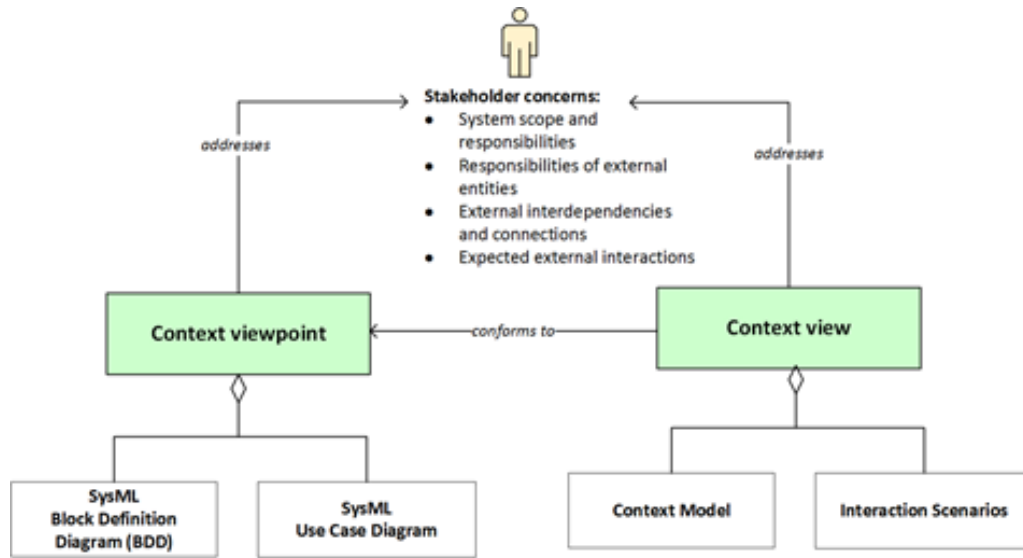 Stakeholder concerns:
● System scope and
responsibilities
● Responsibilities of external
entities
● External interdependencies
and connections
● Expected external interactions
addresses
addresses
Context viewpoint
conforms to
Context view
SysML
Block Definition
Diagram (BDD)
SysML
Use Case Diagram
Context Model
Interaction Scenarios